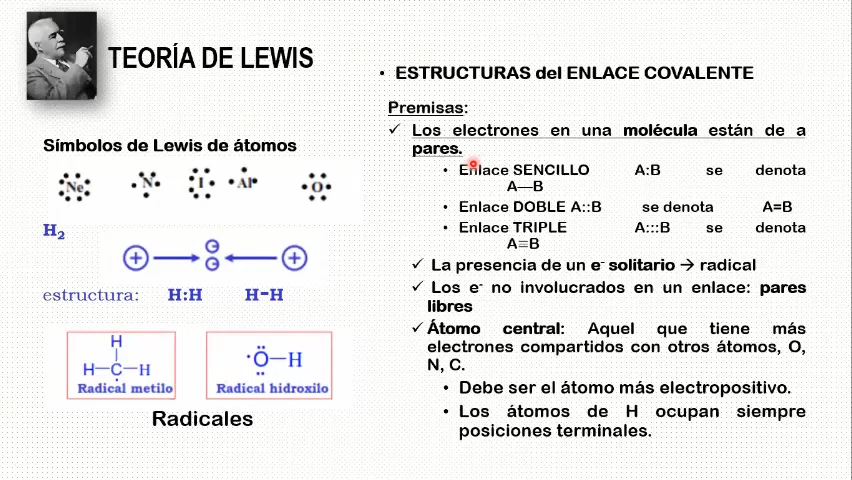 TEORÍA DE LEWIS
Símbolos de Lewis de átomos
Ne N I Al O
H₂
estructura: H:H H-H
H
H—C—H
Radical metilo
O—H
Radical hidroxilo
Radicales
• ESTRUCTURAS del ENLACE COVALENTE
Premisas:
✓ Los electrones en una molécula están de a
pares.
• Enlace SENCILLO A:B se denota
A—B
• Enlace DOBLE A::B se denota A=B
• Enlace TRIPLE A:::B se denota
A≡B
✓ La presencia de un e⁻ solitario → radical
✓ Los e⁻ no involucrados en un enlace: pares
libres
✓ Átomo central: Aquel que tiene más
electrones compartidos con otros átomos, O,
N, C.
• Debe ser el átomo más electropositivo.
• Los átomos de H ocupan siempre
posiciones terminales.